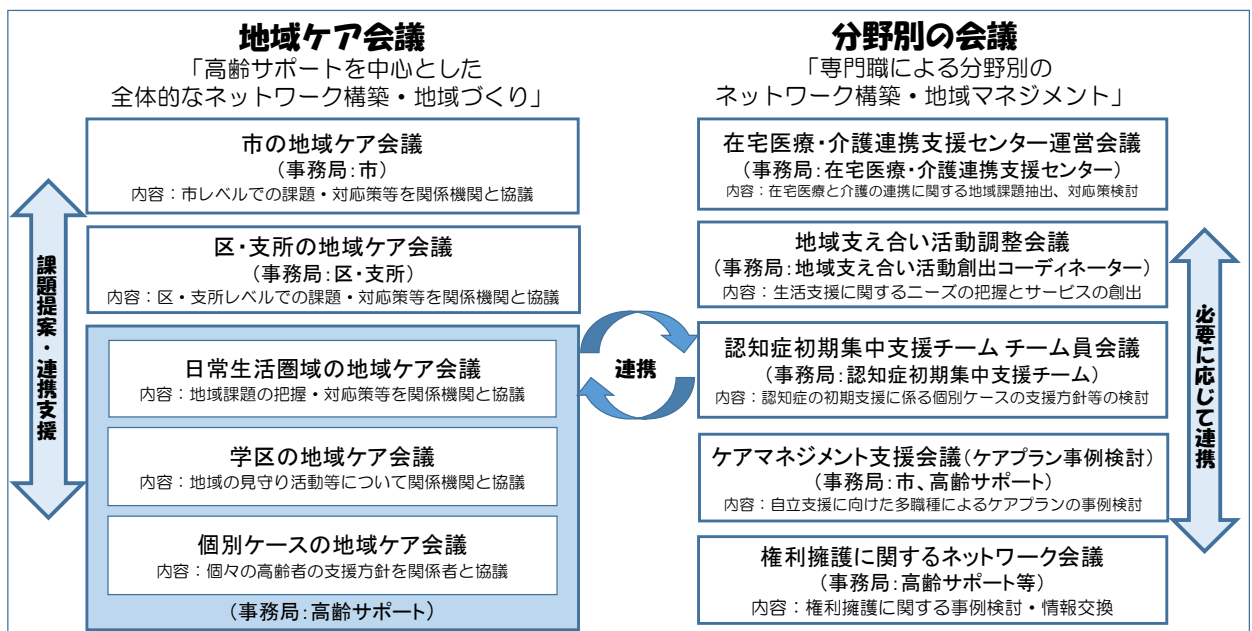 地域ケア会議
「高齢サポートを中心とした
全体的なネットワーク構築・地域づくり」
市の地域ケア会議
(事務局:市)
内容：市レベルでの課題・対応策等を関係機関と協議
区・支所の地域ケア会議
(事務局:区・支所)
内容：区・支所レベルでの課題・対応策等を関係機関と協議
日常生活圏域の地域ケア会議
内容：地域課題の把握・対応策等を関係機関と協議
学区の地域ケア会議
内容：地域の見守り活動等について関係機関と協議
個別ケースの地域ケア会議
内容：個々の高齢者の支援方針を関係者と協議
(事務局:高齢サポート)
課題提案・連携支援
連携
分野別の会議
「専門職による分野別の
ネットワーク構築・地域マネジメント」
在宅医療・介護連携支援センター運営会議
(事務局:在宅医療・介護連携支援センター)
内容：在宅医療と介護の連携に関する地域課題抽出、対応策検討
地域支え合い活動調整会議
(事務局:地域支え合い活動創出コーディネーター)
内容：生活支援に関するニーズの把握とサービスの創出
認知症初期集中支援チーム チーム員会議
(事務局:認知症初期集中支援チーム)
内容：認知症の初期支援に係る個別ケースの支援方針等の検討
ケアマネジメント支援会議(ケアプラン事例検討)
(事務局:市、高齢サポート)
内容：自立支援に向けた多職種によるケアプランの事例検討
権利擁護に関するネットワーク会議
(事務局:高齢サポート等)
内容：権利擁護に関する事例検討・情報交換
必要に応じて連携